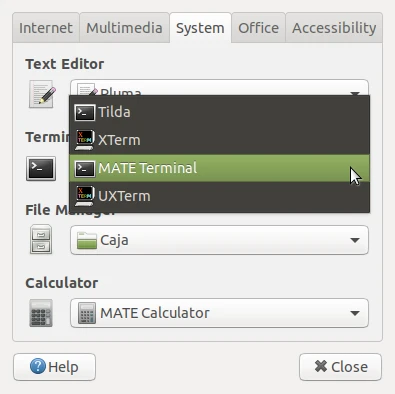 Internet Multimedia System Office Accessibility
Text Editor
Pluma
Tilda
Termin
XTerm
MATE Terminal
UXTerm
File Manager
Caja
Calculator
MATE Calculator
Help Close